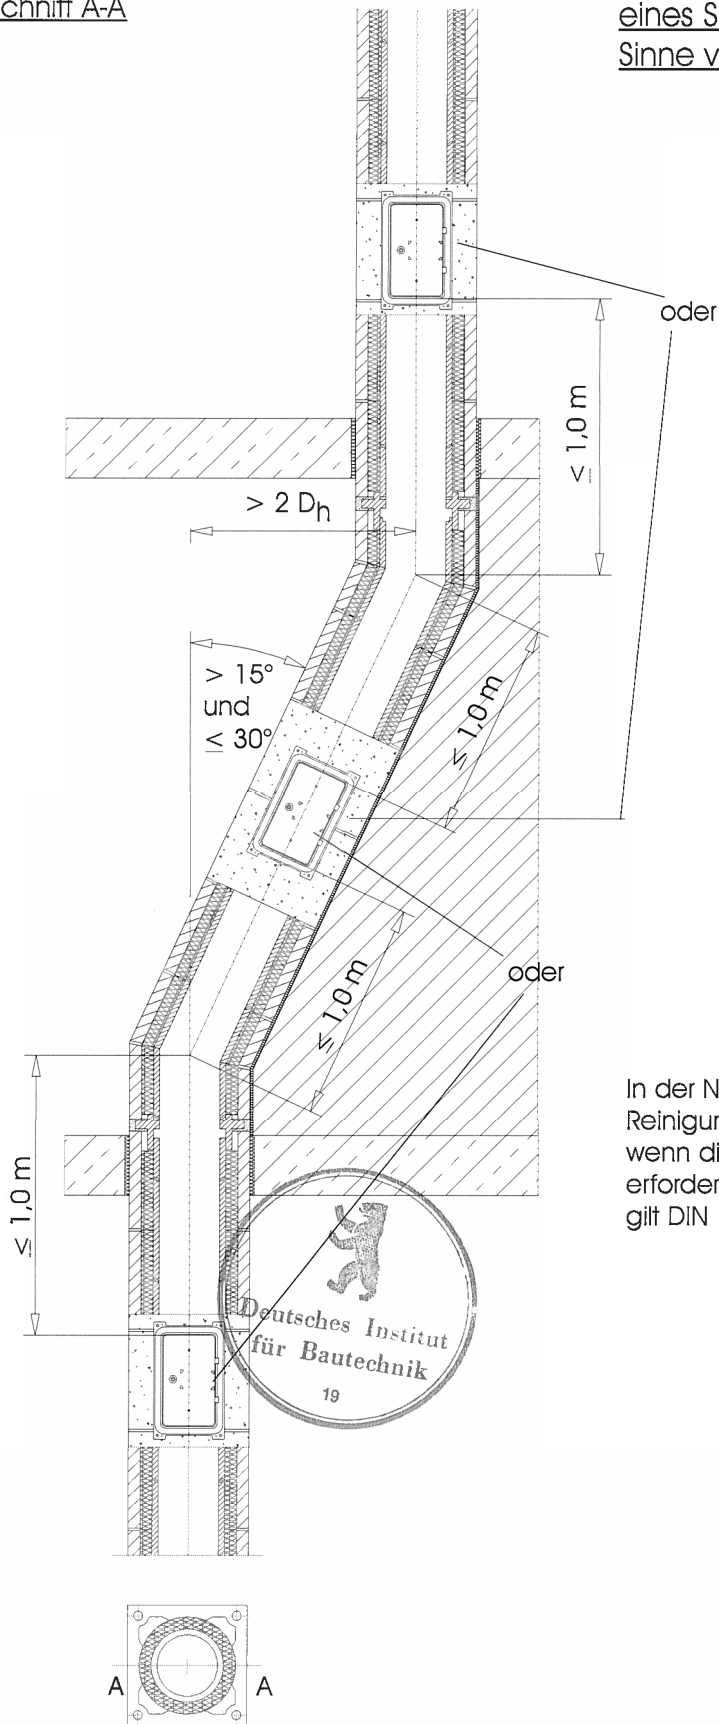 chnitt A-A
eines S
Sinne v
oder
≤ 1,0 m
> 2 Dh
> 15°
und
≤ 30°
≤ 1,0 m
oder
≤ 1,0 m
≤ 1,0 m
In der N
Reinigun
wenn di
erforder
gilt DIN
Deutsches Institut
für Bautechnik
19
A A